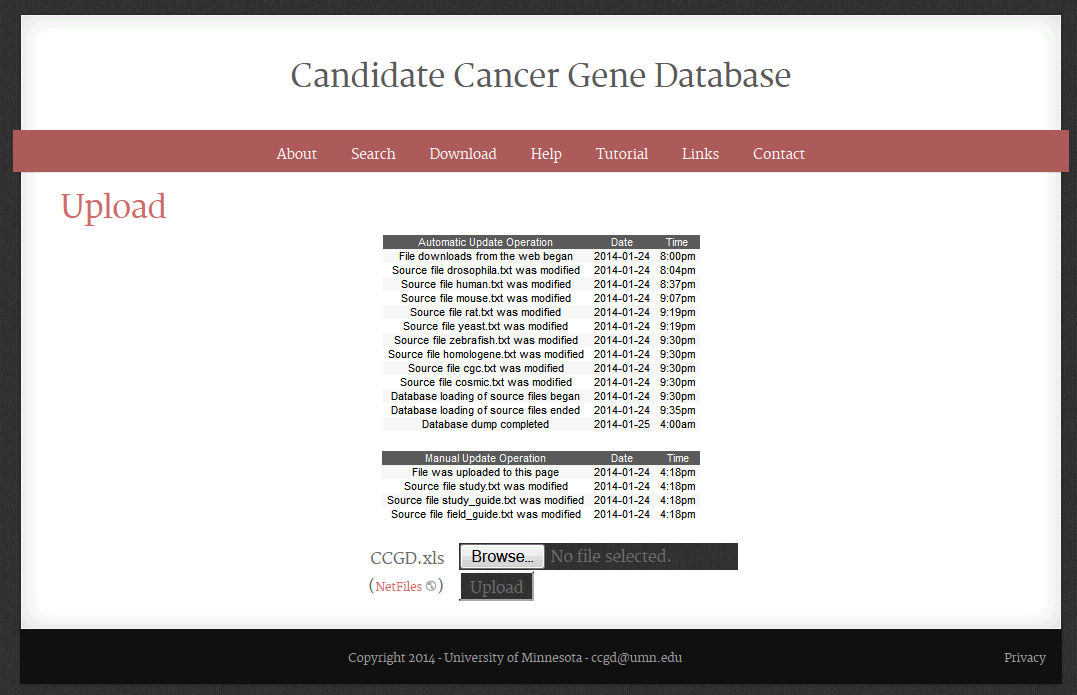 Candidate Cancer Gene Database
About Search Download Help Tutorial Links Contact
Upload
Automatic Update Operation Date Time
File downloads from the web began 2014-01-24 8:00pm
Source file drosophila.txt was modified 2014-01-24 8:04pm
Source file human.txt was modified 2014-01-24 8:37pm
Source file mouse.txt was modified 2014-01-24 9:07pm
Source file rat.txt was modified 2014-01-24 9:19pm
Source file yeast.txt was modified 2014-01-24 9:19pm
Source file zebrafish.txt was modified 2014-01-24 9:30pm
Source file homologene.txt was modified 2014-01-24 9:30pm
Source file cgc.txt was modified 2014-01-24 9:30pm
Source file cosmic.txt was modified 2014-01-24 9:30pm
Database loading of source files began 2014-01-24 9:30pm
Database loading of source files ended 2014-01-24 9:35pm
Database dump completed 2014-01-25 4:00am
Manual Update Operation Date Time
File was uploaded to this page 2014-01-24 4:18pm
Source file study.txt was modified 2014-01-24 4:18pm
Source file study_guide.txt was modified 2014-01-24 4:18pm
Source file field_guide.txt was modified 2014-01-24 4:18pm
CCGD.xls Browse... No file selected.
(NetFiles) Upload
Copyright 2014 - University of Minnesota - ccgd@umn.edu Privacy